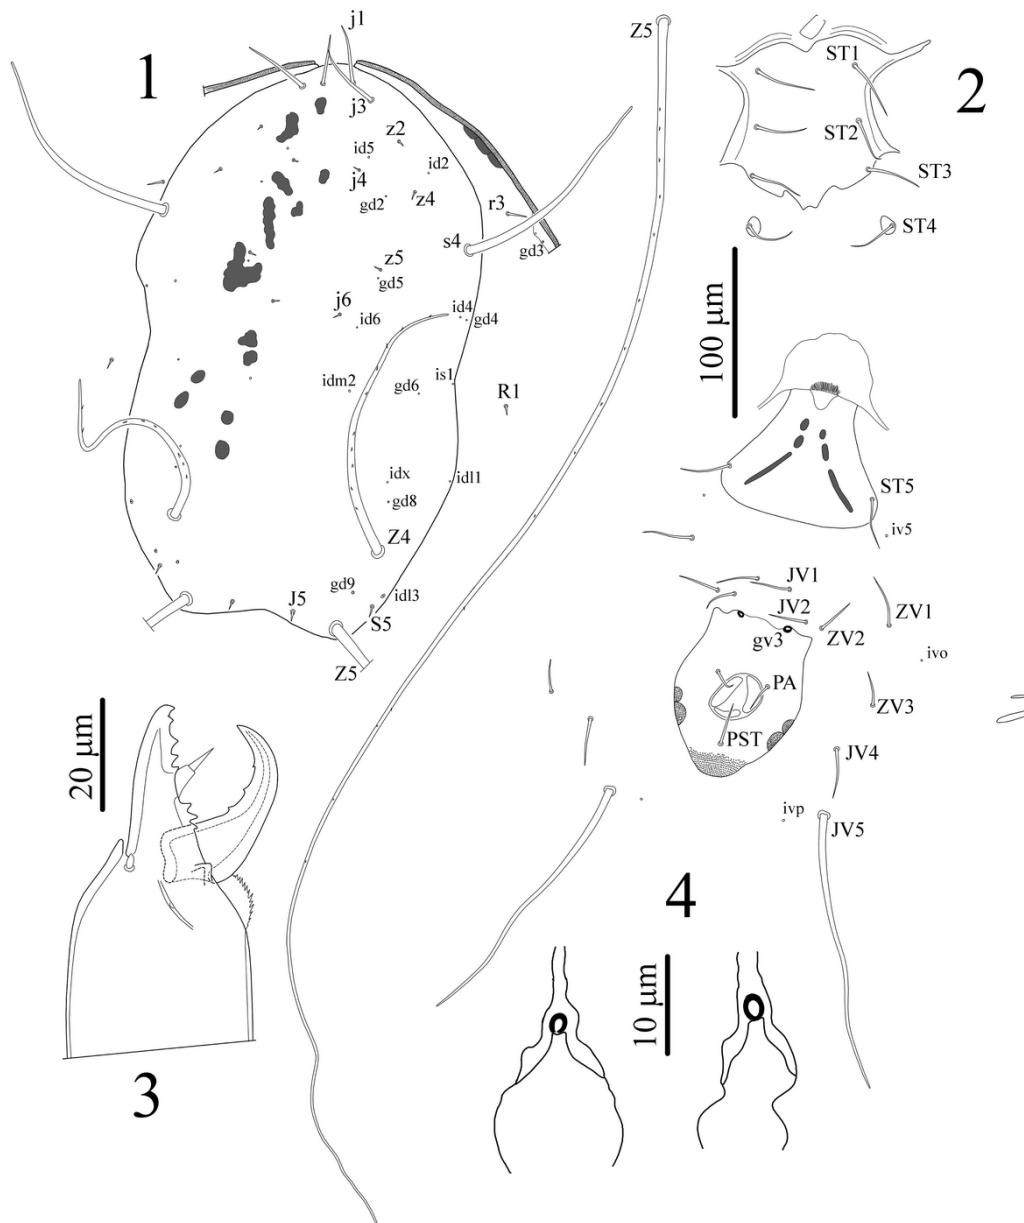 j1
1
j3
z2
id5
id2
j4
gd2
z4
r3
s4
gd3
z5
gd5
j6
id6
id4
gd4
is1
idm2
gd6
R1
idx
idl1
gd8
Z4
gd9
idl3
J5
S5
Z5
Z5
2
ST1
ST2
ST3
ST4
100 µm
ST5
iv5
JV1
JV2
ZV1
ZV2
gv3
ivo
PA
ZV3
PST
JV4
ivp
JV5
20 µm
3
4
10 µm